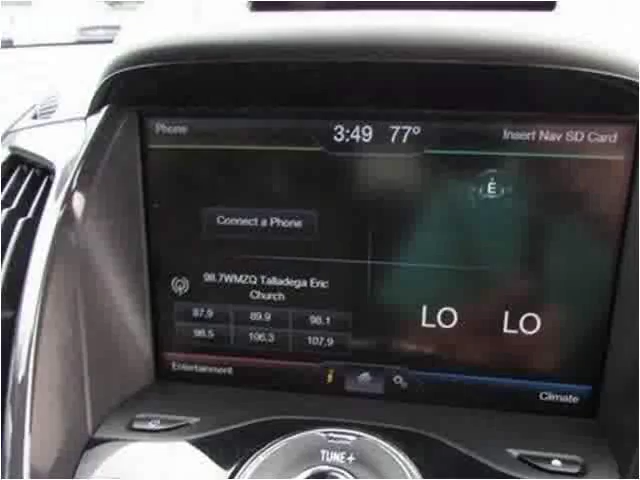 Phone
3:49 77°
Insert Nav SD Card
E
Connect a Phone
98.7WMZQ Talladega Eric
Church
87.9 89.9 98.1
98.5 106.3 107.9
LO LO
Entertainment
Climate
TUNE+